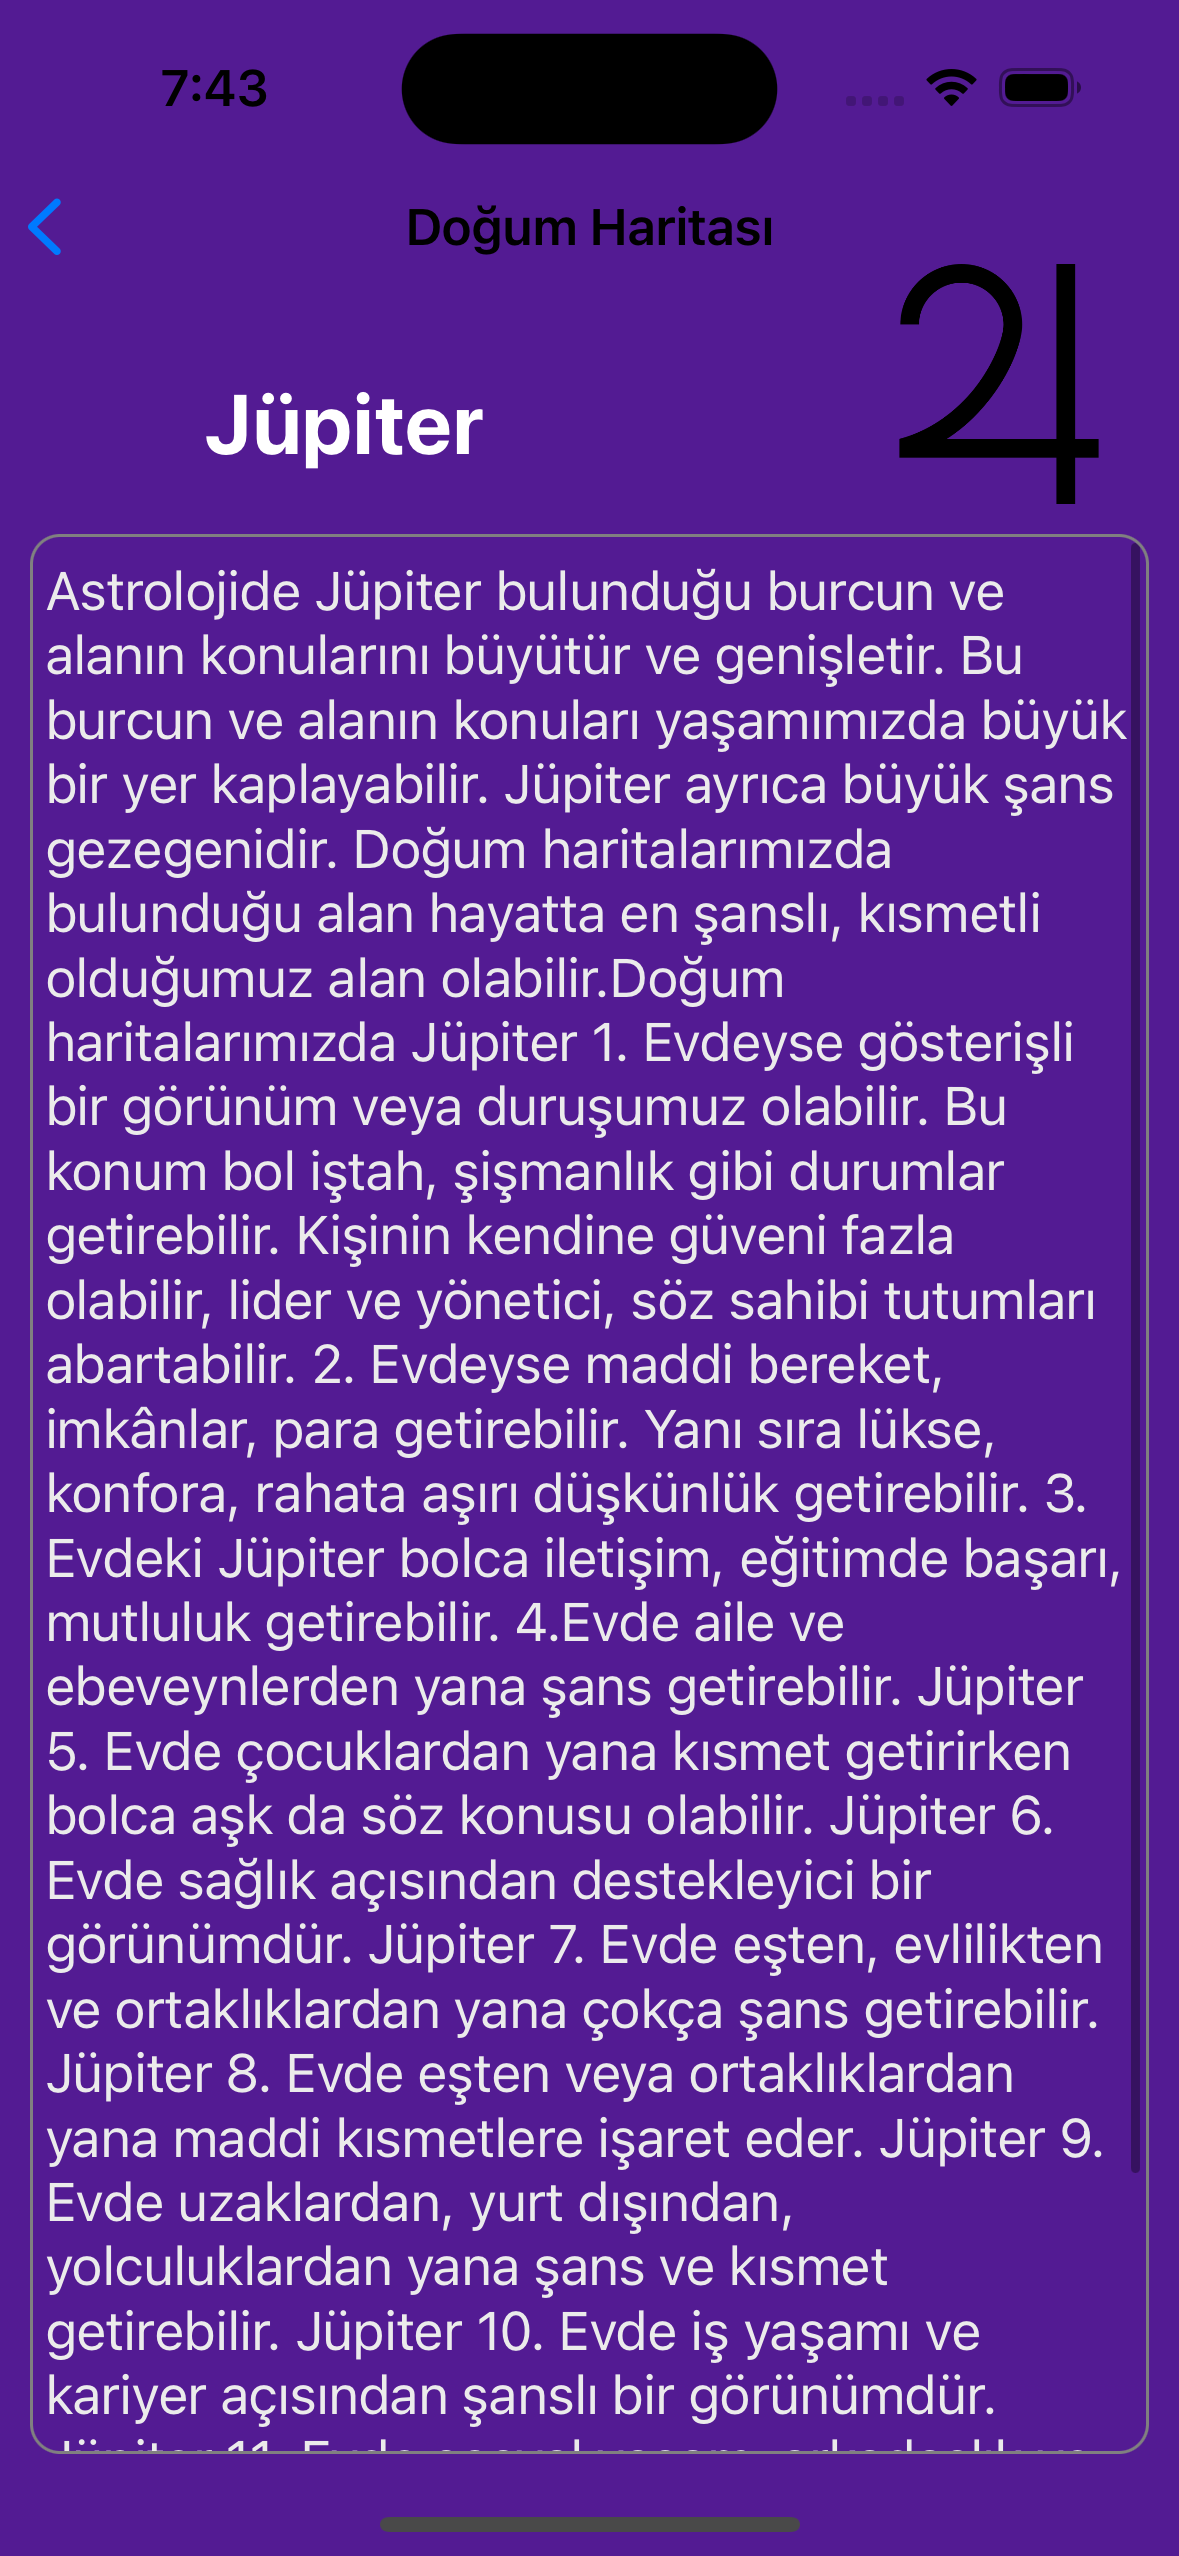 7:43
Doğum Haritası
Jüpiter
Astrolojide Jüpiter bulunduğu burcun ve
alanın konularını büyütür ve genişletir. Bu
burcun ve alanın konuları yaşamımızda büyük
bir yer kaplayabilir. Jüpiter ayrıca büyük şans
gezegenidir. Doğum haritalarımızda
bulunduğu alan hayatta en şanslı, kısmetli
olduğumuz alan olabilir.Doğum
haritalarımızda Jüpiter 1. Evdeyse gösterişli
bir görünüm veya duruşumuz olabilir. Bu
konum bol iştah, şişmanlık gibi durumlar
getirebilir. Kişinin kendine güveni fazla
olabilir, lider ve yönetici, söz sahibi tutumları
abartabilir. 2. Evdeyse maddi bereket,
imkânlar, para getirebilir. Yanı sıra lükse,
konfora, rahata aşırı düşkünlük getirebilir. 3.
Evdeki Jüpiter bolca iletişim, eğitimde başarı,
mutluluk getirebilir. 4.Evde aile ve
ebeveynlerden yana şans getirebilir. Jüpiter
5. Evde çocuklardan yana kısmet getirirken
bolca aşk da söz konusu olabilir. Jüpiter 6.
Evde sağlık açısından destekleyici bir
görünümdür. Jüpiter 7. Evde eşten, evlilikten
ve ortaklıklardan yana çokça şans getirebilir.
Jüpiter 8. Evde eşten veya ortaklıklardan
yana maddi kısmetlere işaret eder. Jüpiter 9.
Evde uzaklardan, yurt dışından,
yolculuklardan yana şans ve kısmet
getirebilir. Jüpiter 10. Evde iş yaşamı ve
kariyer açısından şanslı bir görünümdür.
Jüpiter 11. Evde